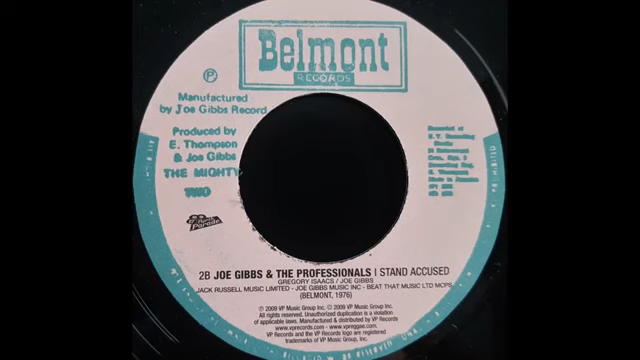 Belmont
RECORDS
Ⓟ
Manufactured
by Joe Gibbs Record
Produced by
E. Thompson
& Joe Gibbs
THE MIGHTY
TWO
Parade
2B JOE GIBBS & THE PROFESSIONALS I STAND ACCUSED
GREGORY ISAACS / JOE GIBBS
JACK RUSSELL MUSIC LIMITED - JOE GIBBS MUSIC INC - BEAT THAT MUSIC LTD MCPS
(BELMONT, 1976)
℗ 2009 VP Music Group Inc. © 2009 VP Music Group, Inc.
All rights reserved. Unauthorized duplication is a violation
of applicable laws. Manufactured & distributed by VP Records
www.vprecords.com - www.vpreggae.com
VP Records and the VP Records logo are registered
trademarks of VP Music Group Inc.